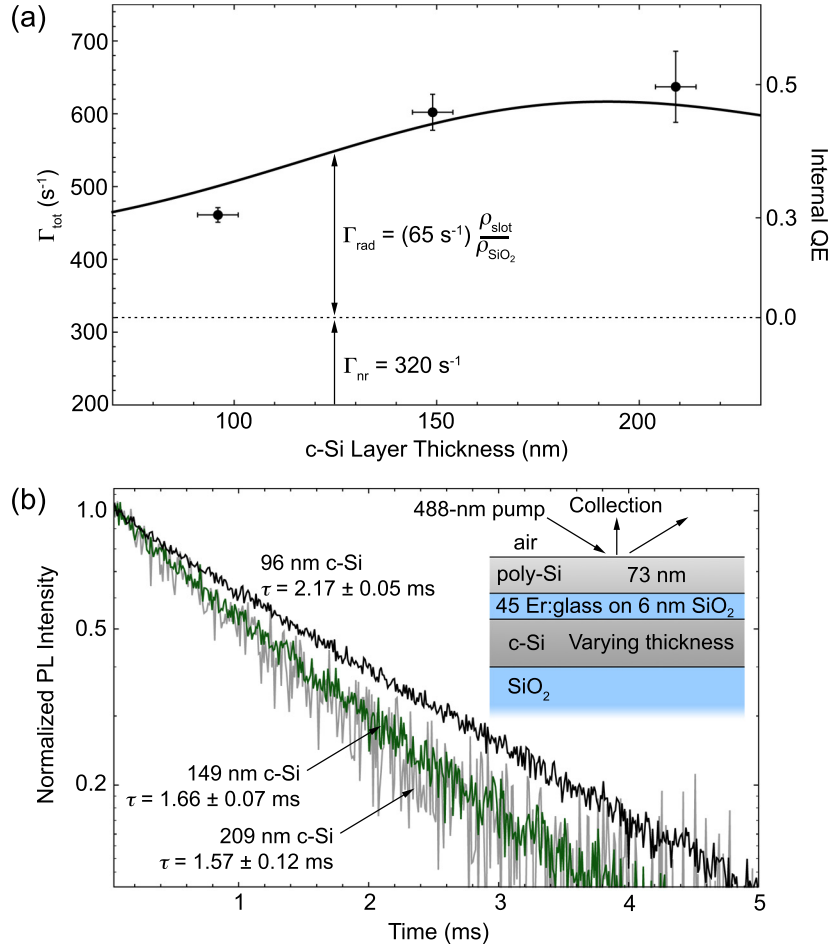 (a)
700
600
500
400
300
200
Γtot (s⁻¹)
0.5
0.3
0.0
Internal QE
Γrad = (65 s⁻¹) ρslot / ρSiO₂
Γnr = 320 s⁻¹
100
150
200
c-Si Layer Thickness (nm)
(b)
1.0
0.5
0.2
Normalized PL Intensity
488-nm pump
Collection
air
poly-Si 73 nm
45 Er:glass on 6 nm SiO₂
c-Si Varying thickness
SiO₂
96 nm c-Si
τ = 2.17 ± 0.05 ms
149 nm c-Si
τ = 1.66 ± 0.07 ms
209 nm c-Si
τ = 1.57 ± 0.12 ms
1
2
3
4
5
Time (ms)